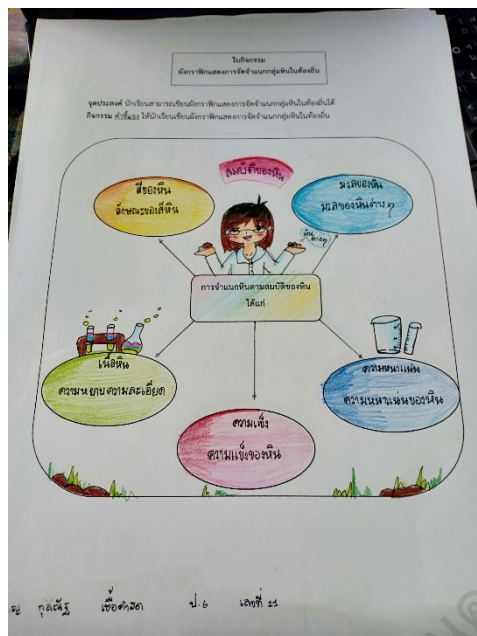 ใบกิจกรรม
ผังกราฟิกแสดงการจัดจำแนกกลุ่มหินในท้องถิ่น
จุดประสงค์ นักเรียนสามารถเขียนผังกราฟิกแสดงการจัดจำแนกกลุ่มหินในท้องถิ่นได้
กิจกรรม คำชี้แจง ให้นักเรียนเขียนผังกราฟิกแสดงการจัดจำแนกกลุ่มหินในท้องถิ่น
สมบัติของหิน
สีของหิน
ลักษณะของสีหิน
มวลของหิน
มวลของหินต่างๆ
หิน
ต่างๆ
การจำแนกหินตามสมบัติของหิน
ได้แก่
เนื้อหิน
ความหยาบความละเอียด
ความหนาแน่น
ความหนาแน่นของหิน
ความแข็ง
ความแข็งของหิน
ป.6 เลขที่ 11